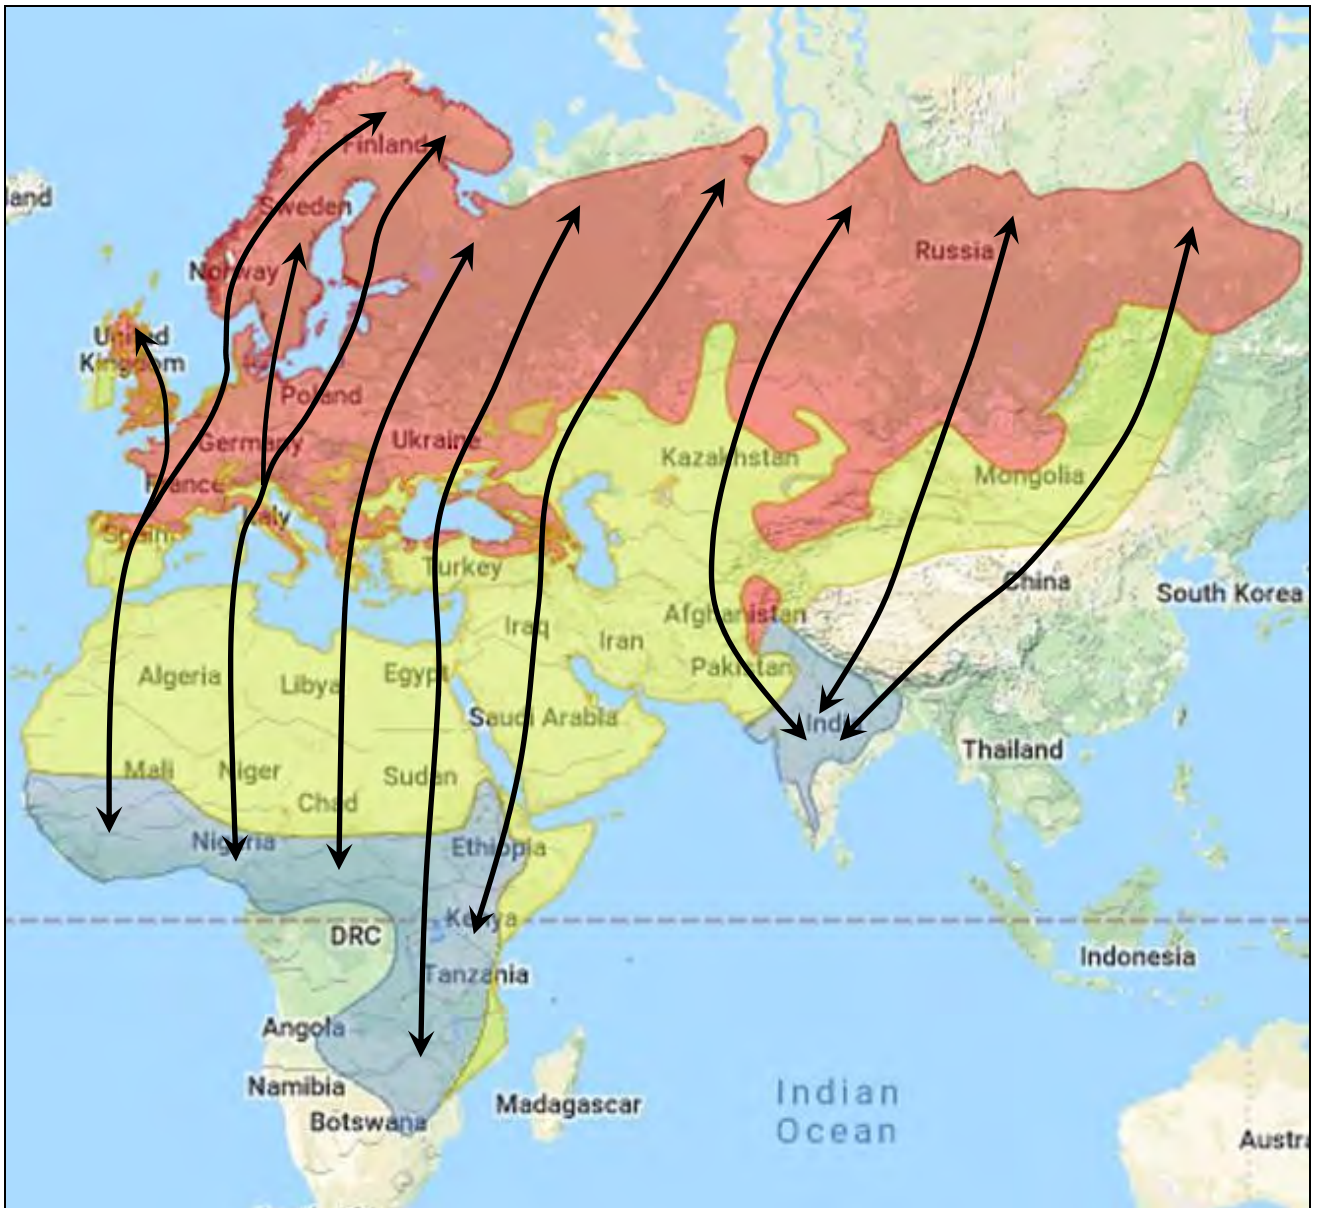 Finland
land
Sweden
Russia
Norway
United
Kingdom
Poland
Germany
Ukraine
Kazakhstan
France
Mongolia
Italy
Spain
Turkey
China
South Korea
Afghanistan
Iraq
Iran
Pakistan
Algeria
Libya
Egypt
Saudi Arabia
India
Thailand
Mali
Niger
Sudan
Chad
Nigeria
Ethiopia
Kenya
DRC
Indonesia
Tanzania
Angola
Namibia
Madagascar
Botswana
Indian
Ocean
Austra